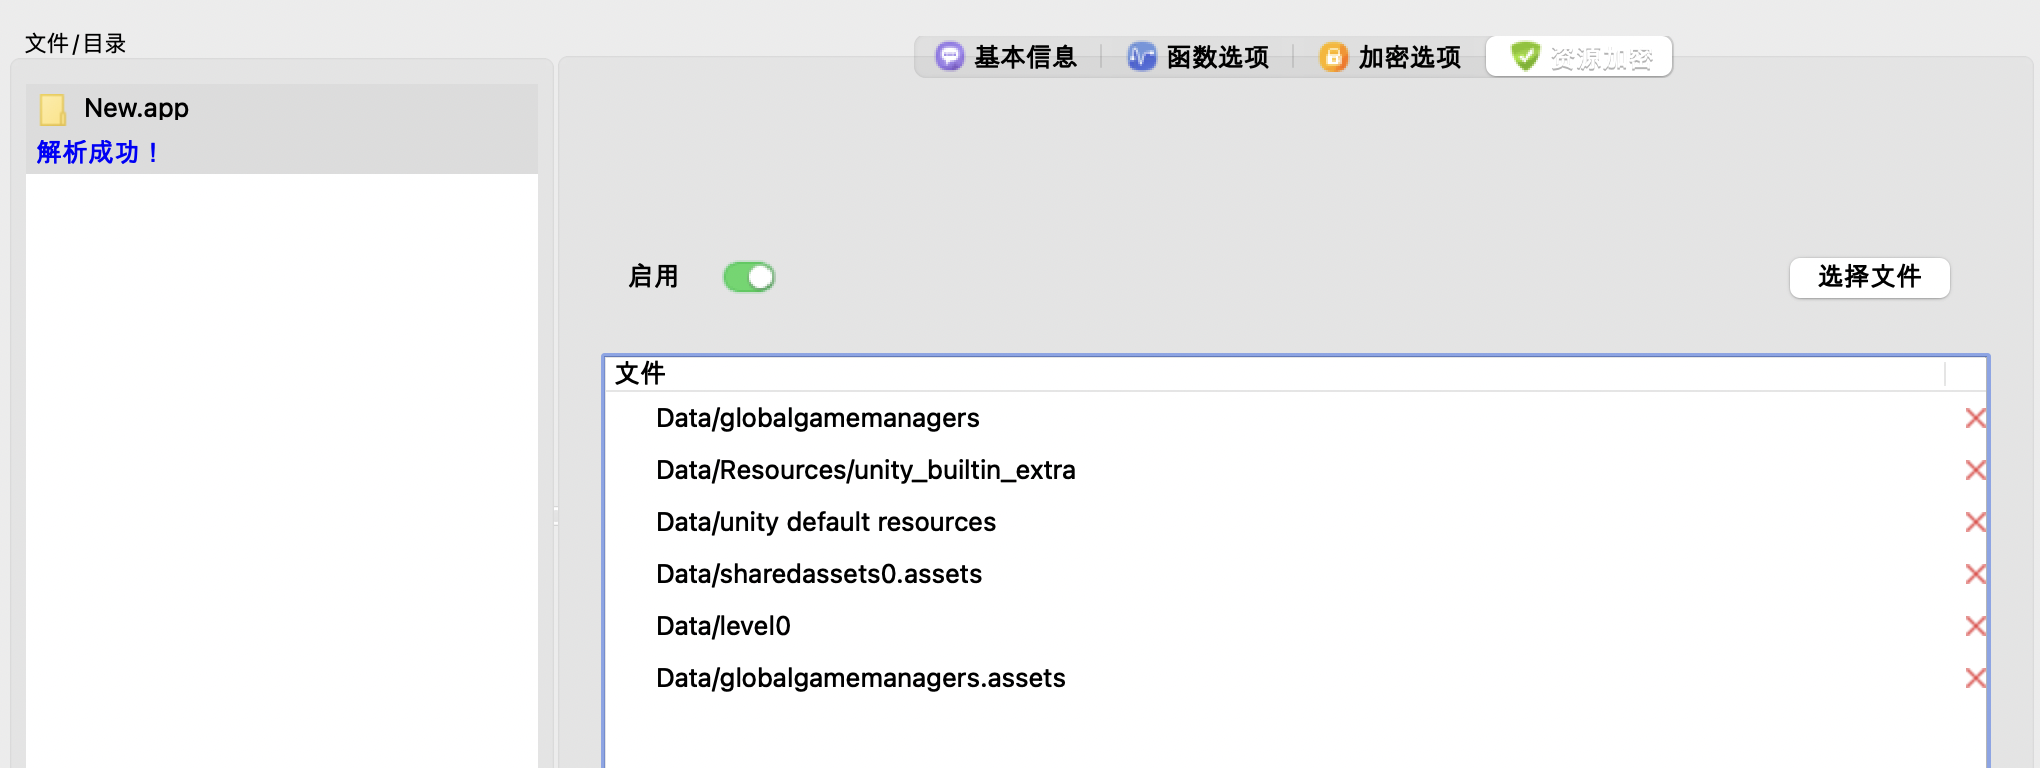 文件/目录
New.app
解析成功！
基本信息
函数选项
加密选项
资源加密
启用
选择文件
文件
Data/globalgamemanagers
Data/Resources/unity_builtin_extra
Data/unity default resources
Data/sharedassets0.assets
Data/level0
Data/globalgamemanagers.assets